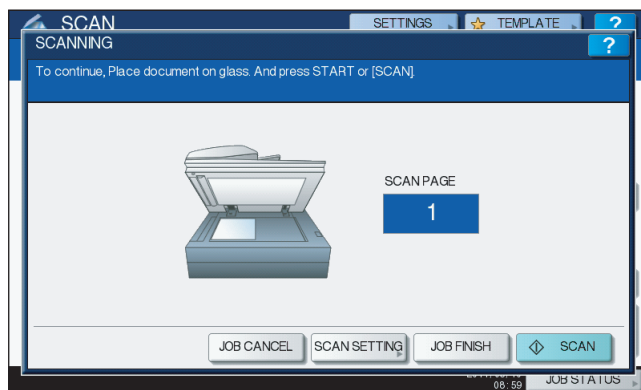 SCAN
SETTINGS
TEMPLATE
?
SCANNING
?
To continue, Place document on glass. And press START or [SCAN].
SCAN PAGE
1
JOB CANCEL
SCAN SETTING
JOB FINISH
SCAN
08:59
JOB STATUS